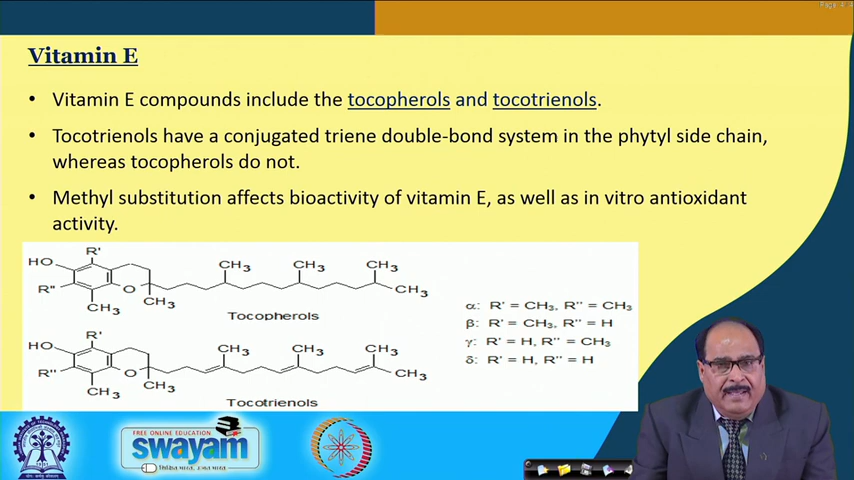 Vitamin E
• Vitamin E compounds include the tocopherols and tocotrienols.
• Tocotrienols have a conjugated triene double-bond system in the phytyl side chain,
whereas tocopherols do not.
• Methyl substitution affects bioactivity of vitamin E, as well as in vitro antioxidant
activity.
R'
HO
R''
O
CH₃
CH₃
CH₃
CH₃
CH₃
CH₃
Tocopherols
R'
HO
R''
O
CH₃
CH₃
CH₃
CH₃
CH₃
CH₃
Tocotrienols
α: R' = CH₃, R'' = CH₃
β: R' = CH₃, R'' = H
γ: R' = H, R'' = CH₃
δ: R' = H, R'' = H
FREE ONLINE EDUCATION
swayam